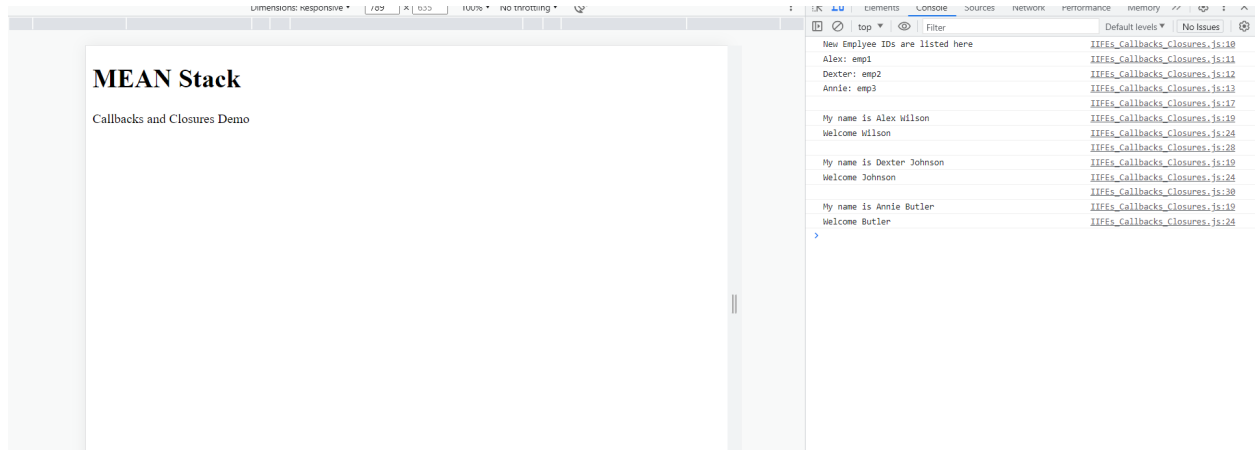 Dimensions: Responsive ▾ 789 × 635 100% ▾ No throttling ▾
Elements Console Sources Network Performance Memory
top ▼ Filter Default levels ▼ No Issues
MEAN Stack
Callbacks and Closures Demo
New Emplyee IDs are listed here IIFEs_Callbacks_Closures.js:10
Alex: emp1 IIFEs_Callbacks_Closures.js:11
Dexter: emp2 IIFEs_Callbacks_Closures.js:12
Annie: emp3 IIFEs_Callbacks_Closures.js:13
IIFEs_Callbacks_Closures.js:17
My name is Alex Wilson IIFEs_Callbacks_Closures.js:19
Welcome Wilson IIFEs_Callbacks_Closures.js:24
IIFEs_Callbacks_Closures.js:28
My name is Dexter Johnson IIFEs_Callbacks_Closures.js:19
Welcome Johnson IIFEs_Callbacks_Closures.js:24
IIFEs_Callbacks_Closures.js:30
My name is Annie Butler IIFEs_Callbacks_Closures.js:19
Welcome Butler IIFEs_Callbacks_Closures.js:24